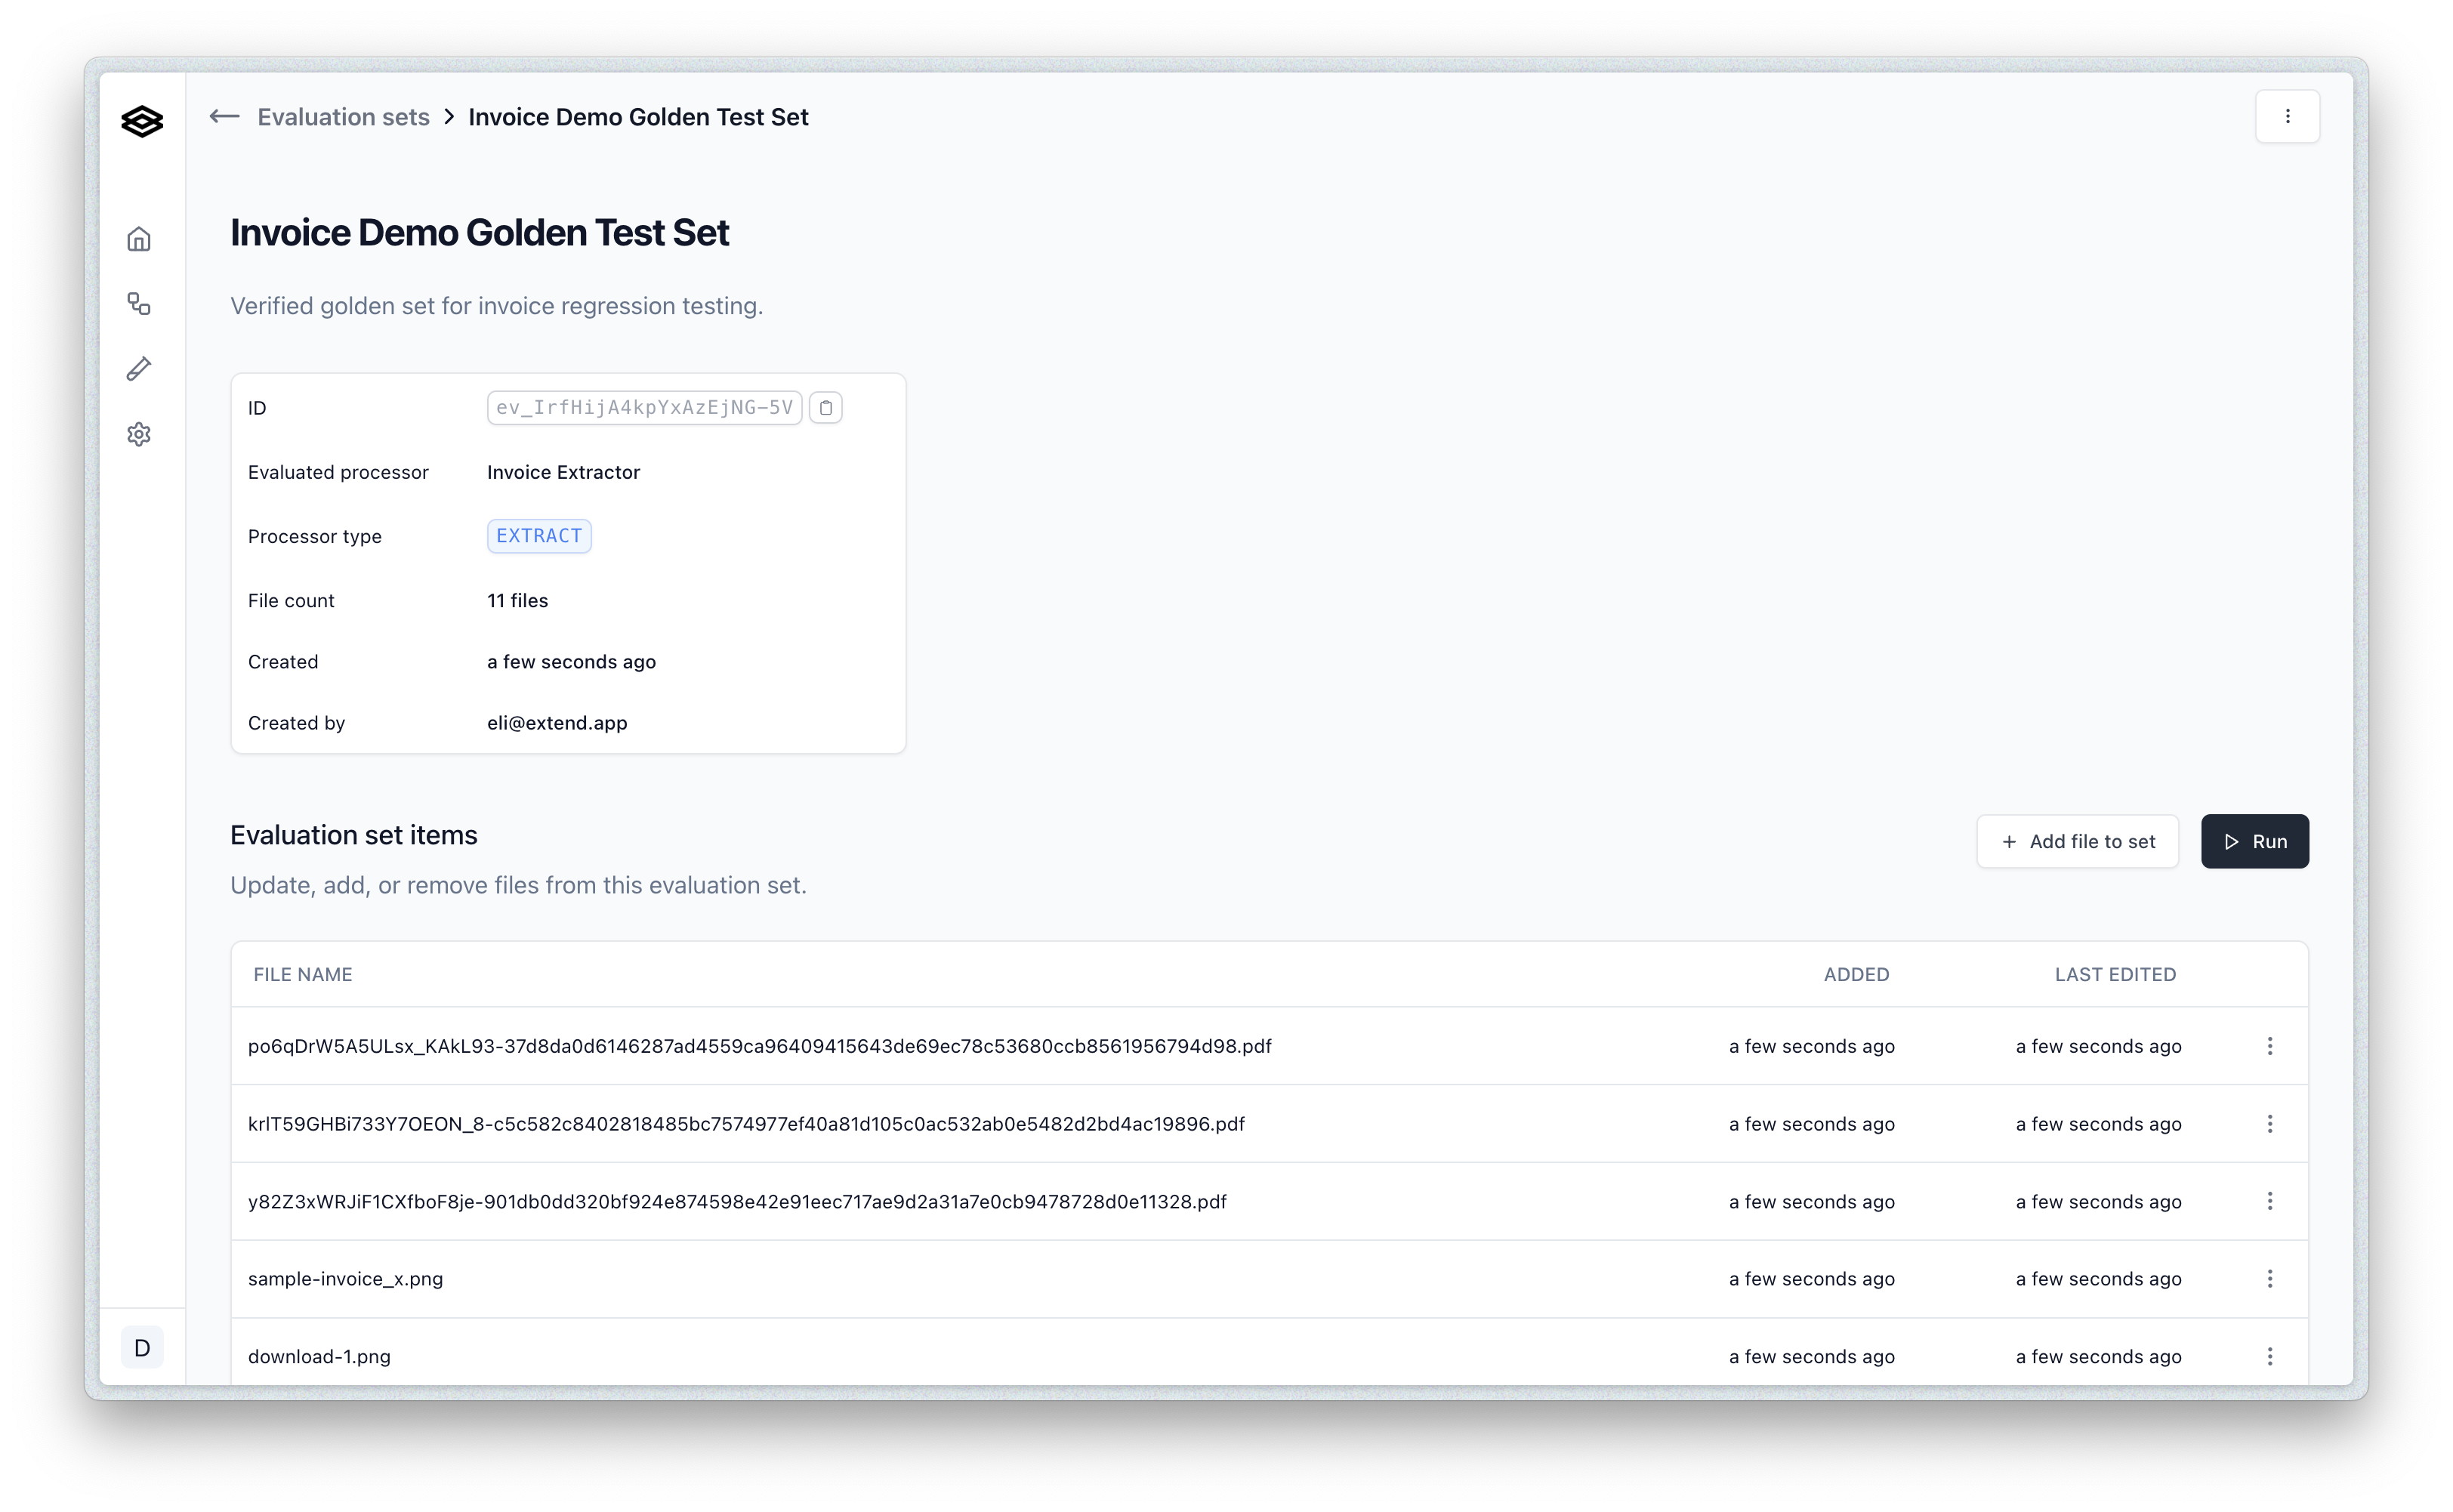 Evaluation sets > Invoice Demo Golden Test Set
Invoice Demo Golden Test Set
Verified golden set for invoice regression testing.
ID ev_IrfHijA4kpYxAzEjNG-5V
Evaluated processor Invoice Extractor
Processor type EXTRACT
File count 11 files
Created a few seconds ago
Created by eli@extend.app
Evaluation set items
+ Add file to set
Run
Update, add, or remove files from this evaluation set.
FILE NAME ADDED LAST EDITED
po6qDrW5A5ULsx_KAkL93-37d8da0d6146287ad4559ca96409415643de69ec78c53680ccb8561956794d98.pdf a few seconds ago a few seconds ago
krlT59GHBi733Y7OEON_8-c5c582c8402818485bc7574977ef40a81d105c0ac532ab0e5482d2bd4ac19896.pdf a few seconds ago a few seconds ago
y82Z3xWRJiF1CXfboF8je-901db0dd320bf924e874598e42e91eec717ae9d2a31a7e0cb9478728d0e11328.pdf a few seconds ago a few seconds ago
sample-invoice_x.png a few seconds ago a few seconds ago
download-1.png a few seconds ago a few seconds ago
D